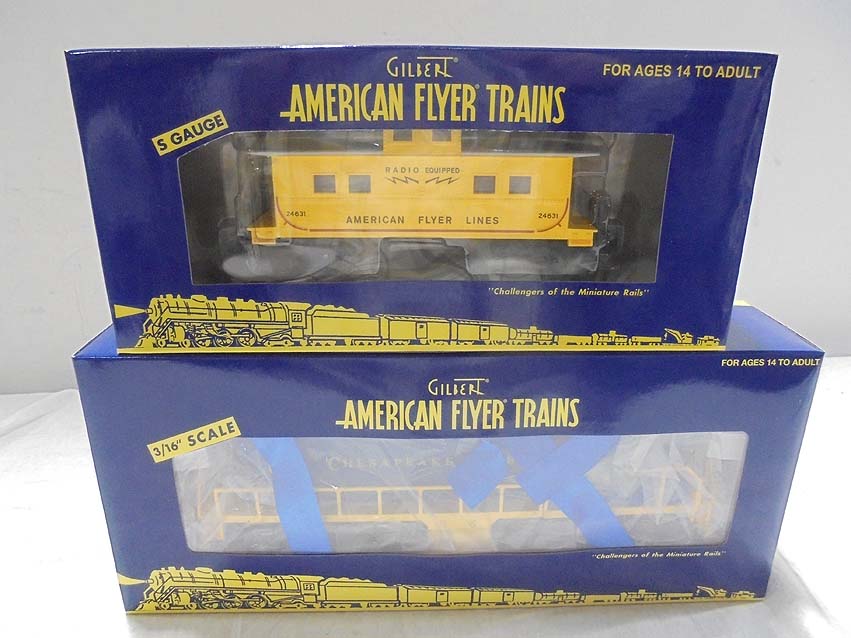 GILBERT®
AMERICAN FLYER® TRAINS
FOR AGES 14 TO ADULT
S GAUGE
RADIO EQUIPPED
24631
AMERICAN FLYER LINES
24631
"Challengers of the Miniature Rails"
GILBERT®
AMERICAN FLYER® TRAINS
FOR AGES 14 TO ADULT
3/16" SCALE
CHESAPEAKE
"Challengers of the Miniature Rails"